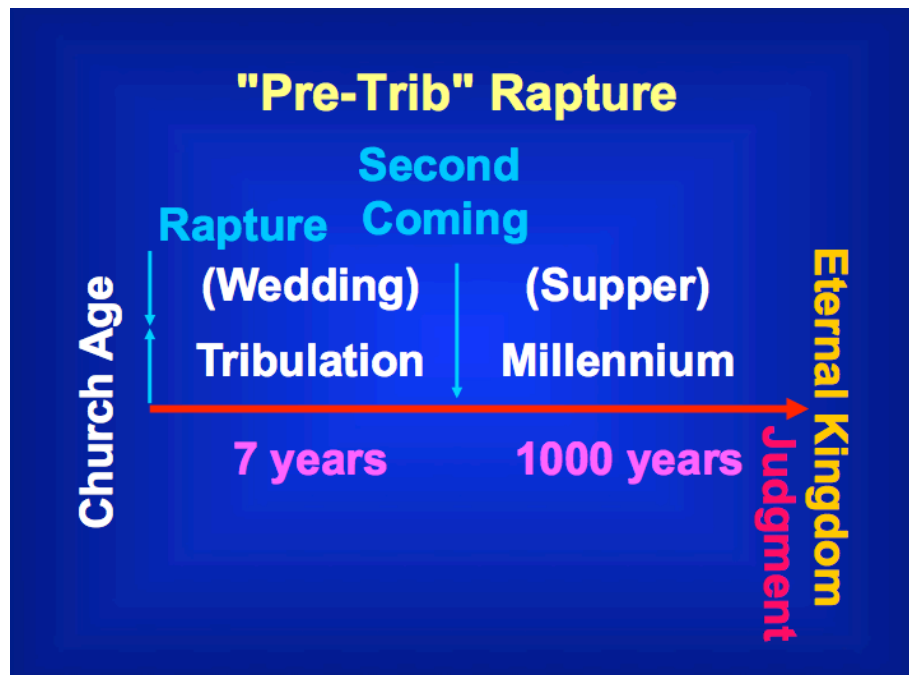 "Pre-Trib" Rapture
Second
Coming
Rapture
(Wedding)
(Supper)
Church Age
Tribulation
Millennium
7 years
1000 years
Judgment
Eternal Kingdom